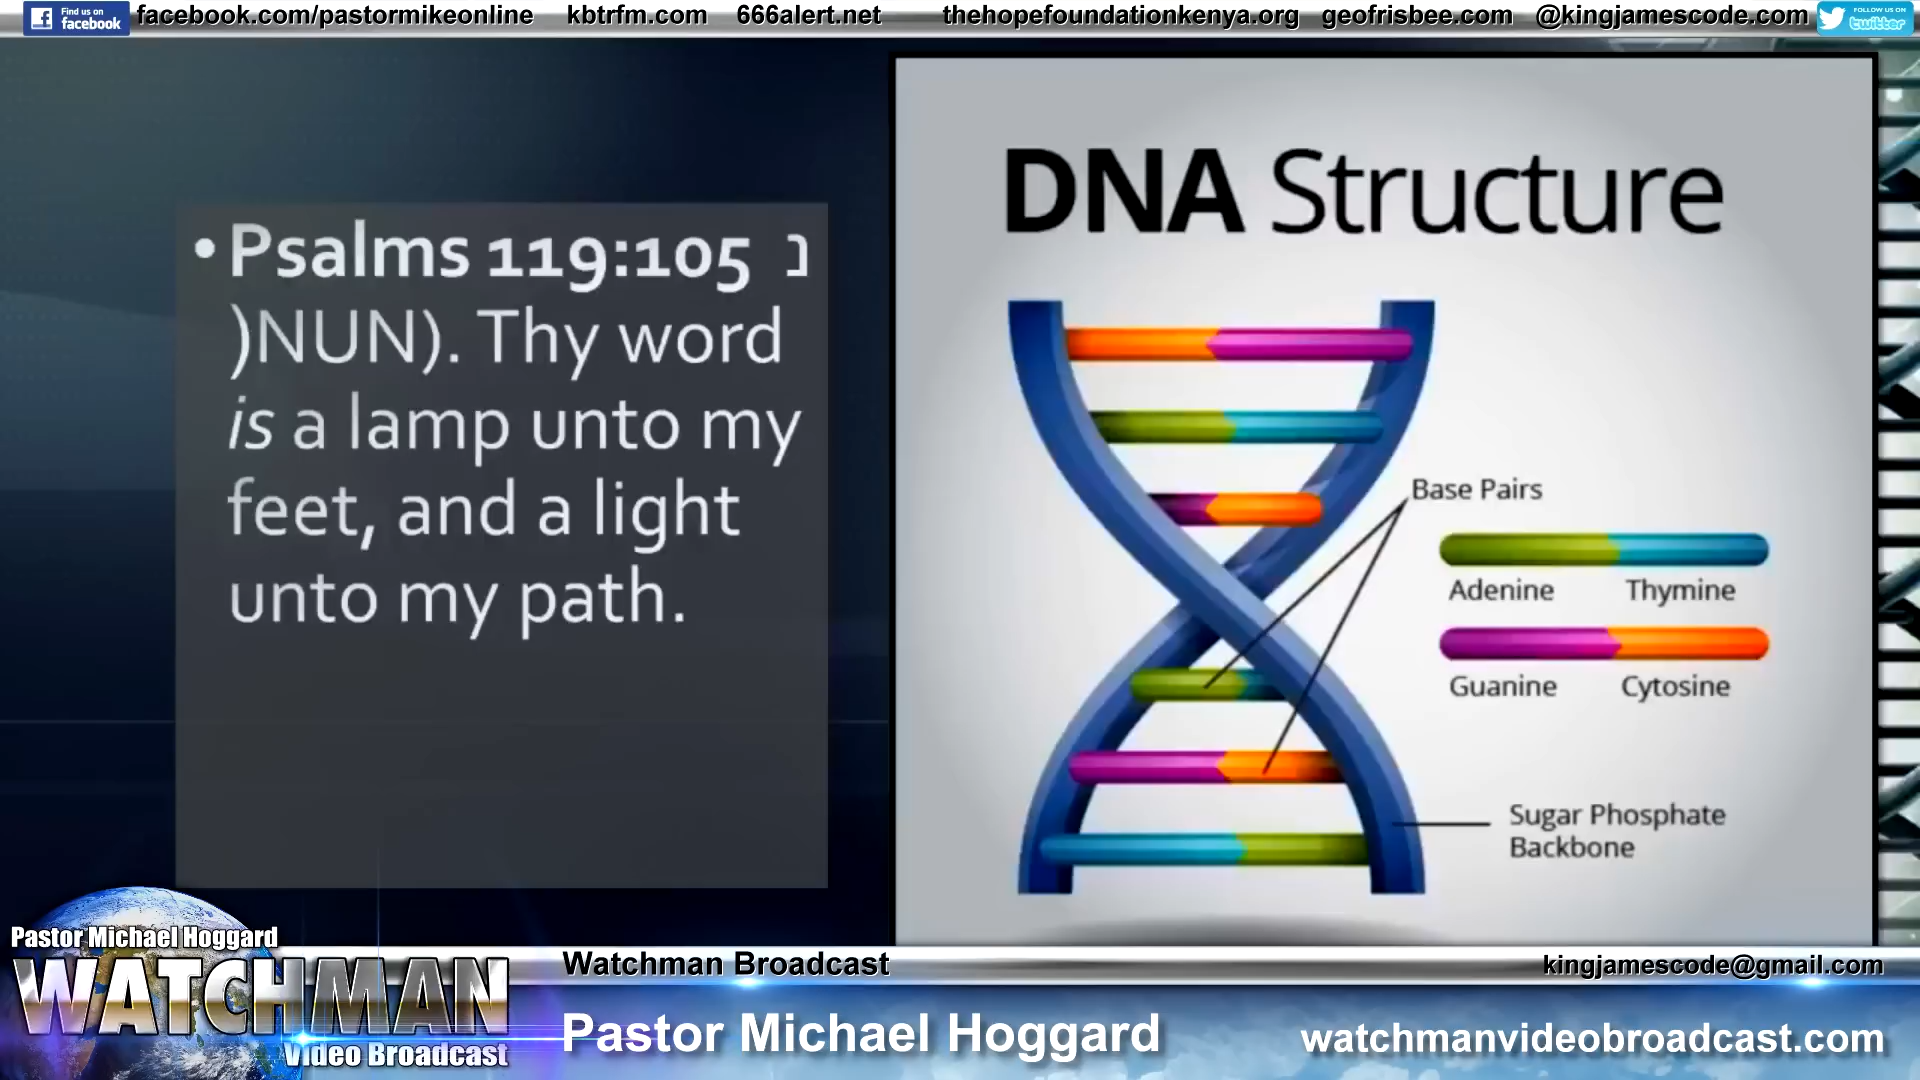 Find us on facebook
facebook.com/pastormikeonline kbtrfm.com 666alert.net thehopefoundationkenya.org geofrisbee.com @kingjamescode.com
FOLLOW US ON twitter
• Psalms 119:105 נ
)NUN). Thy word
is a lamp unto my
feet, and a light
unto my path.
DNA Structure
Base Pairs
Adenine Thymine
Guanine Cytosine
Sugar Phosphate
Backbone
Pastor Michael Hoggard
WATCHMAN
Video Broadcast
Watchman Broadcast
kingjamescode@gmail.com
Pastor Michael Hoggard
watchmanvideobroadcast.com